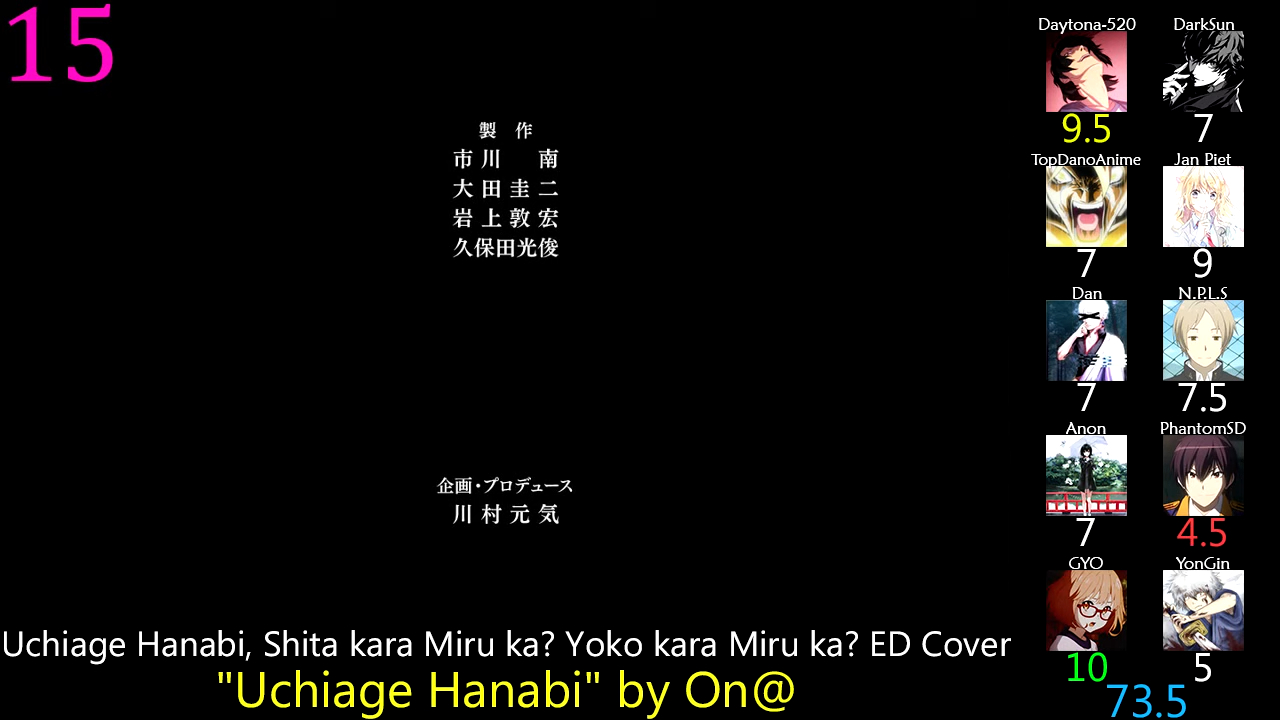 15
製作
市川 南
大田圭二
岩上敦宏
久保田光俊
企画・プロデュース
川村元気
Uchiage Hanabi, Shita kara Miru ka? Yoko kara Miru ka? ED Cover
"Uchiage Hanabi" by On@
Daytona-520 DarkSun
9.5 7
TopDanoAnime Jan Piet
7 9
Dan N.P.L.S
7 7.5
Anon PhantomSD
7 4.5
GYO YonGin
10 5
73.5